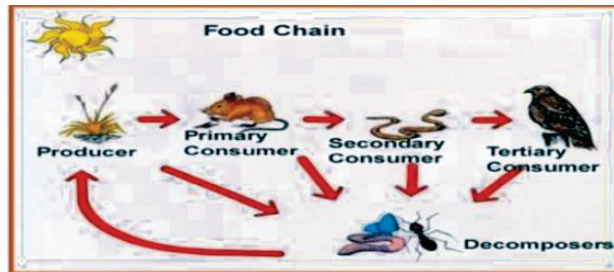 Food Chain
Producer
Primary
Consumer
Secondary
Consumer
Tertiary
Consumer
Decomposers